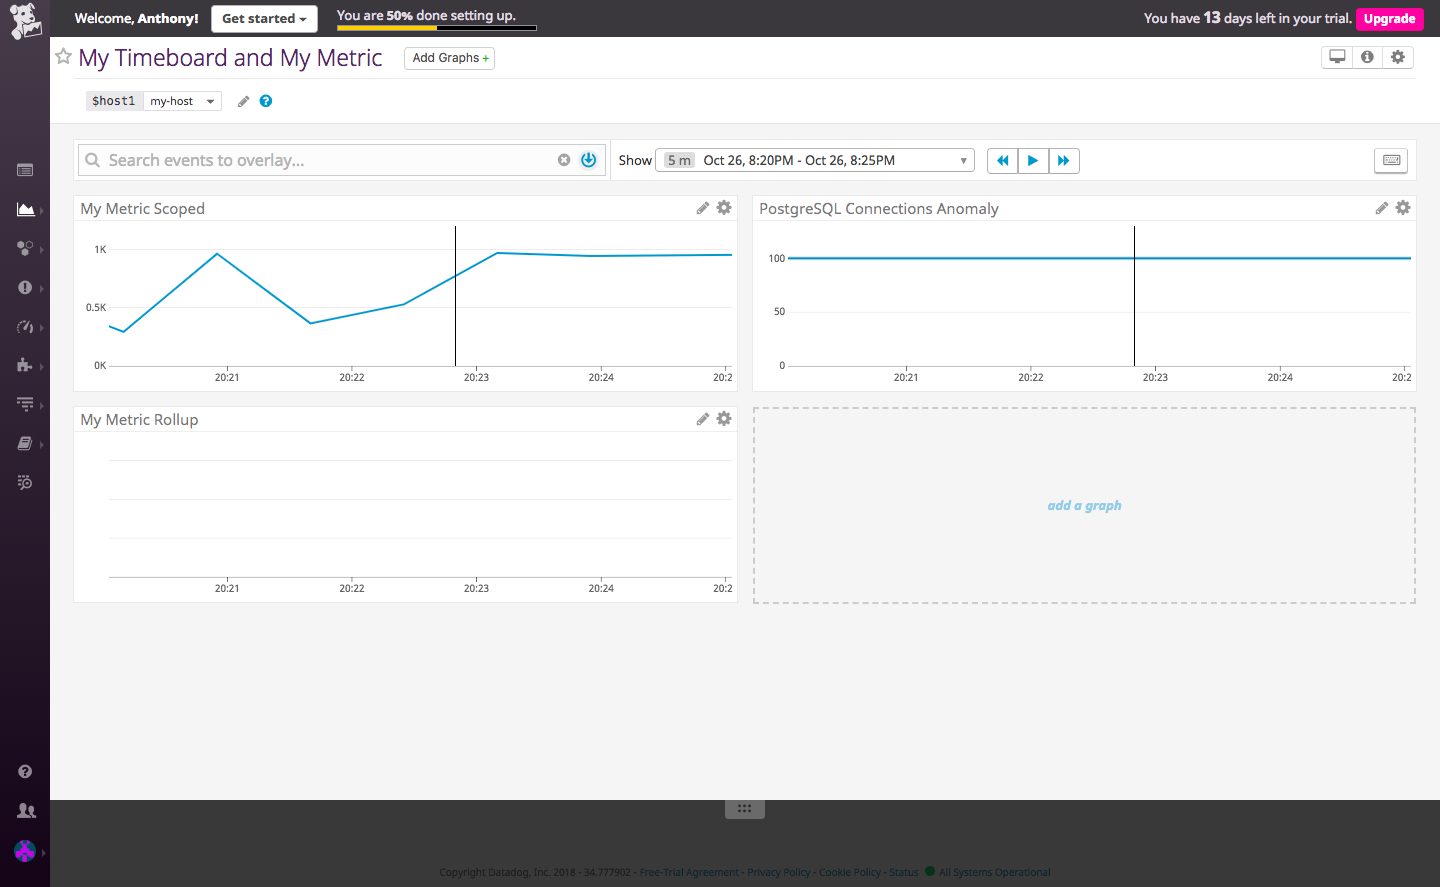 Welcome, Anthony!
Get started
You are 50% done setting up.
You have 13 days left in your trial.
Upgrade
My Timeboard and My Metric
Add Graphs +
$host1
my-host
Search events to overlay...
Show
5 m
Oct 26, 8:20PM - Oct 26, 8:25PM
My Metric Scoped
1K
0.5K
0K
20:21
20:22
20:23
20:24
20:2
PostgreSQL Connections Anomaly
100
50
0
20:21
20:22
20:23
20:24
20:2
My Metric Rollup
20:21
20:22
20:23
20:24
20:2
add a graph
Copyright Datadog, Inc. 2018 - 34.777902 - Free-Trial Agreement - Privacy Policy - Cookie Policy - Status All Systems Operational